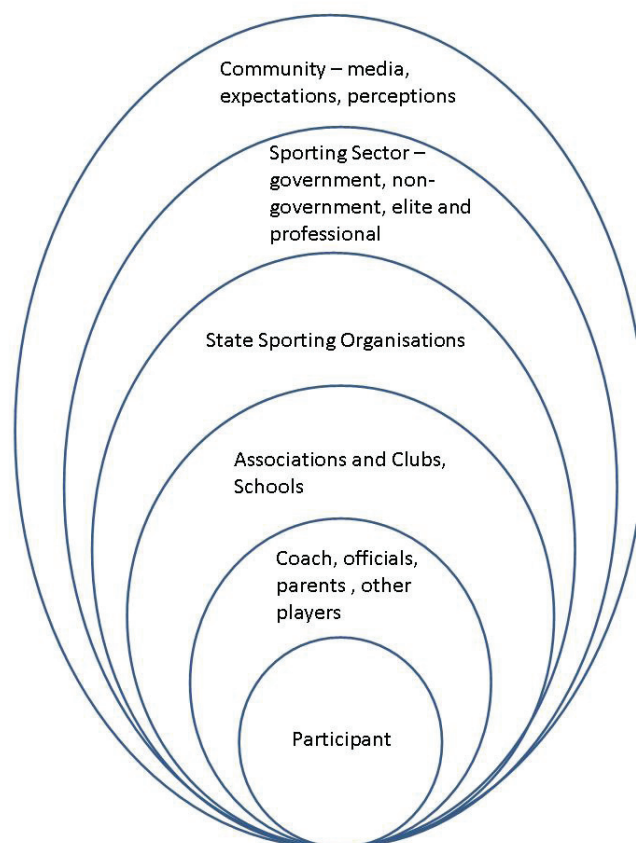 Community – media,
expectations, perceptions
Sporting Sector –
government, non-
government, elite and
professional
State Sporting Organisations
Associations and Clubs,
Schools
Coach, officials,
parents , other
players
Participant